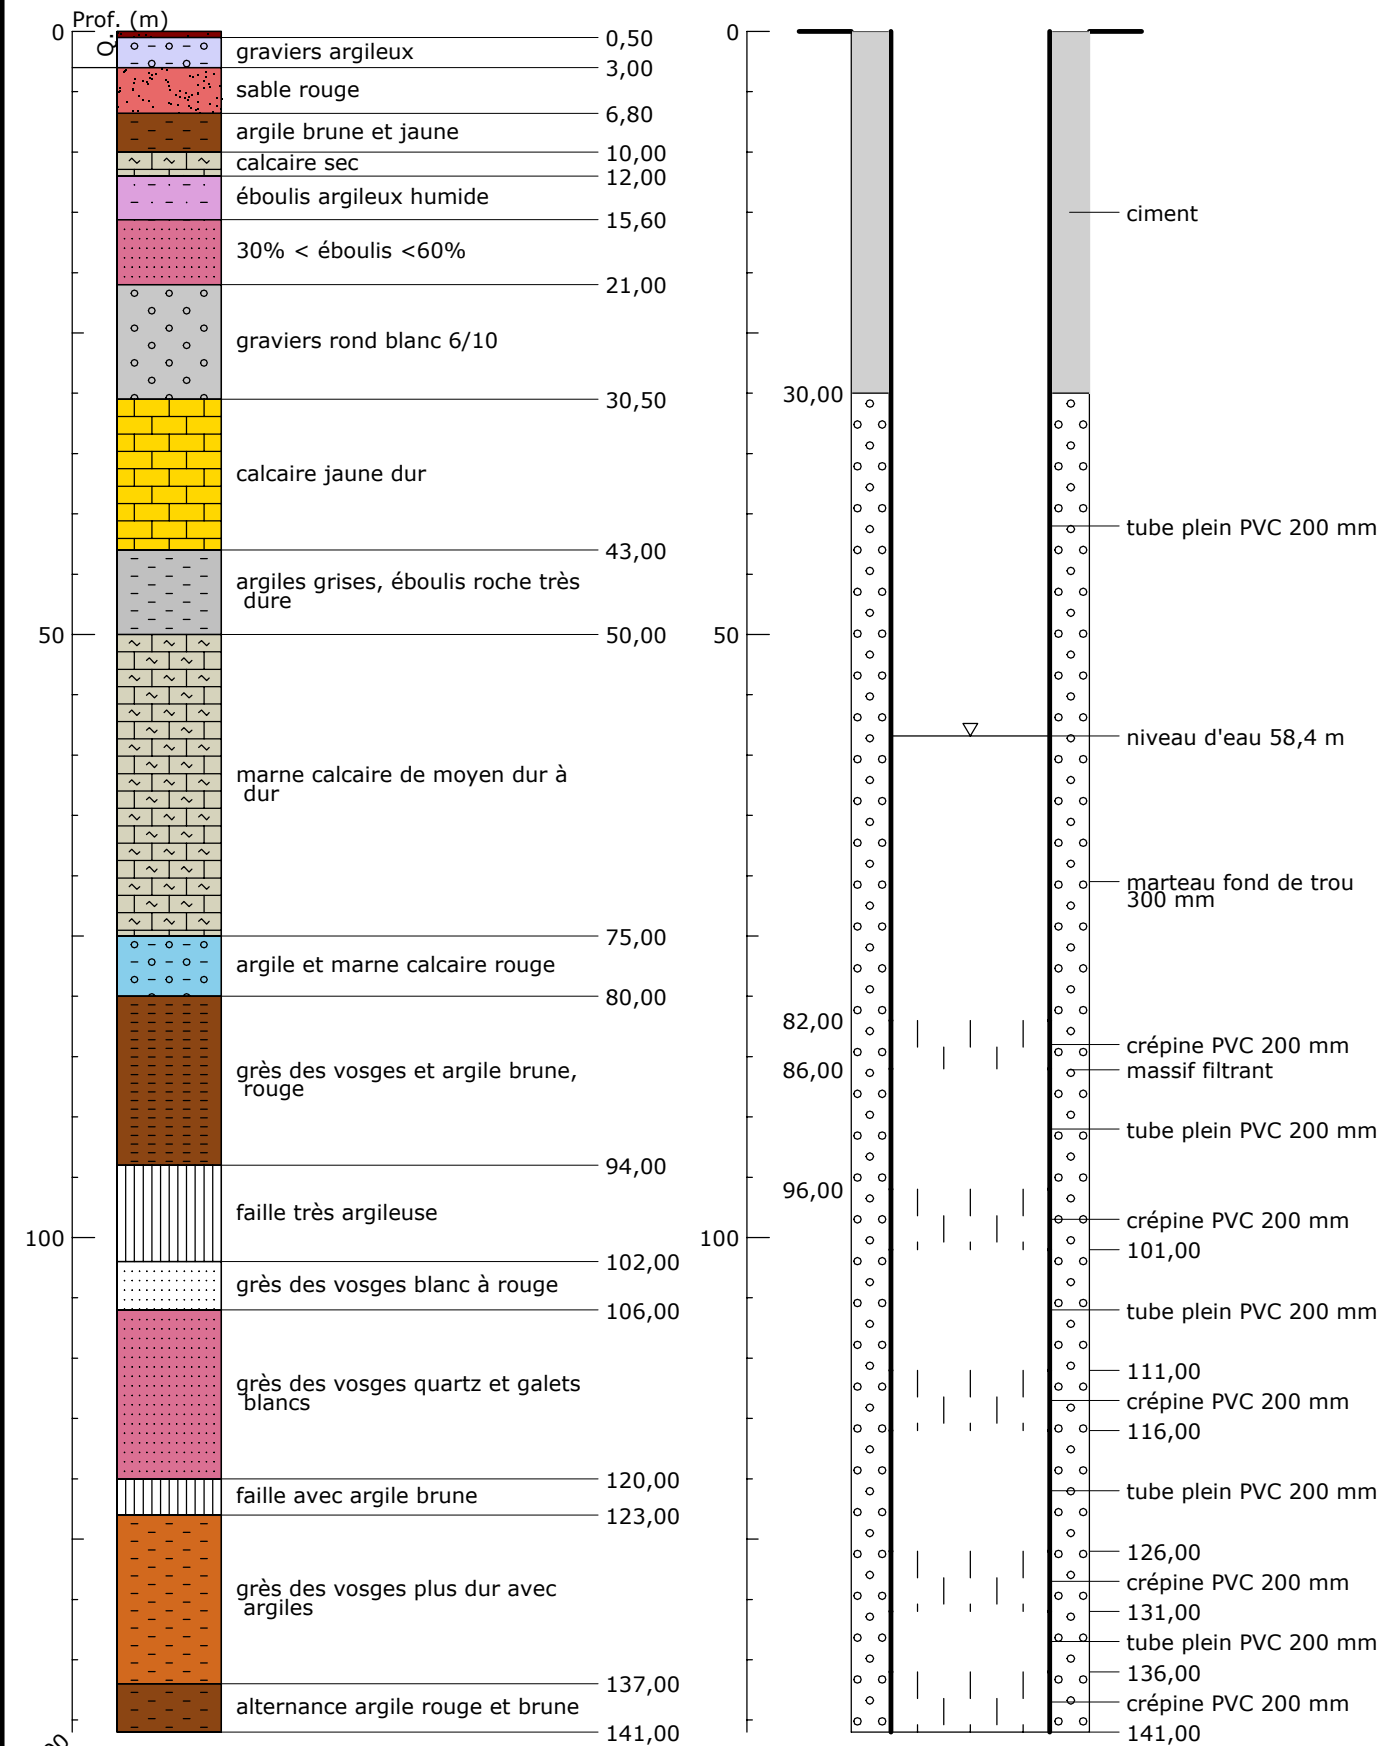 Prof. (m)
0
Q.
0,50
graviers argileux
3,00
sable rouge
6,80
argile brune et jaune
10,00
calcaire sec
12,00
éboulis argileux humide
15,60
30% < éboulis <60%
21,00
graviers rond blanc 6/10
30,50
calcaire jaune dur
43,00
argiles grises, éboulis roche très
dure
50
50,00
marne calcaire de moyen dur à
dur
75,00
argile et marne calcaire rouge
80,00
grès des vosges et argile brune,
rouge
94,00
faille très argileuse
100
102,00
grès des vosges blanc à rouge
106,00
grès des vosges quartz et galets
blancs
120,00
faille avec argile brune
123,00
grès des vosges plus dur avec
argiles
137,00
alternance argile rouge et brune
141,00
0
ciment
30,00
tube plein PVC 200 mm
50
niveau d'eau 58,4 m
marteau fond de trou
300 mm
82,00
crépine PVC 200 mm
86,00
massif filtrant
tube plein PVC 200 mm
96,00
crépine PVC 200 mm
100
101,00
tube plein PVC 200 mm
111,00
crépine PVC 200 mm
116,00
tube plein PVC 200 mm
126,00
crépine PVC 200 mm
131,00
tube plein PVC 200 mm
136,00
crépine PVC 200 mm
141,00